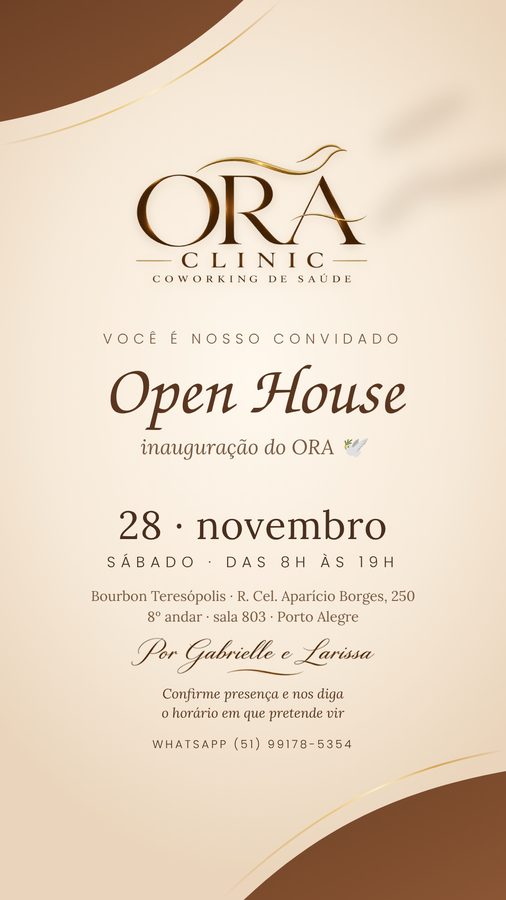 ORA
CLINIC
COWORKING DE SAÚDE
VOCÊ É NOSSO CONVIDADO
Open House
inauguração do ORA 🕊️
28 · novembro
SÁBADO · DAS 8H ÀS 19H
Bourbon Teresópolis · R. Cel. Aparício Borges, 250
8º andar · sala 803 · Porto Alegre
Por Gabrielle e Larissa
Confirme presença e nos diga
o horário em que pretende vir
WHATSAPP (51) 99178-5354